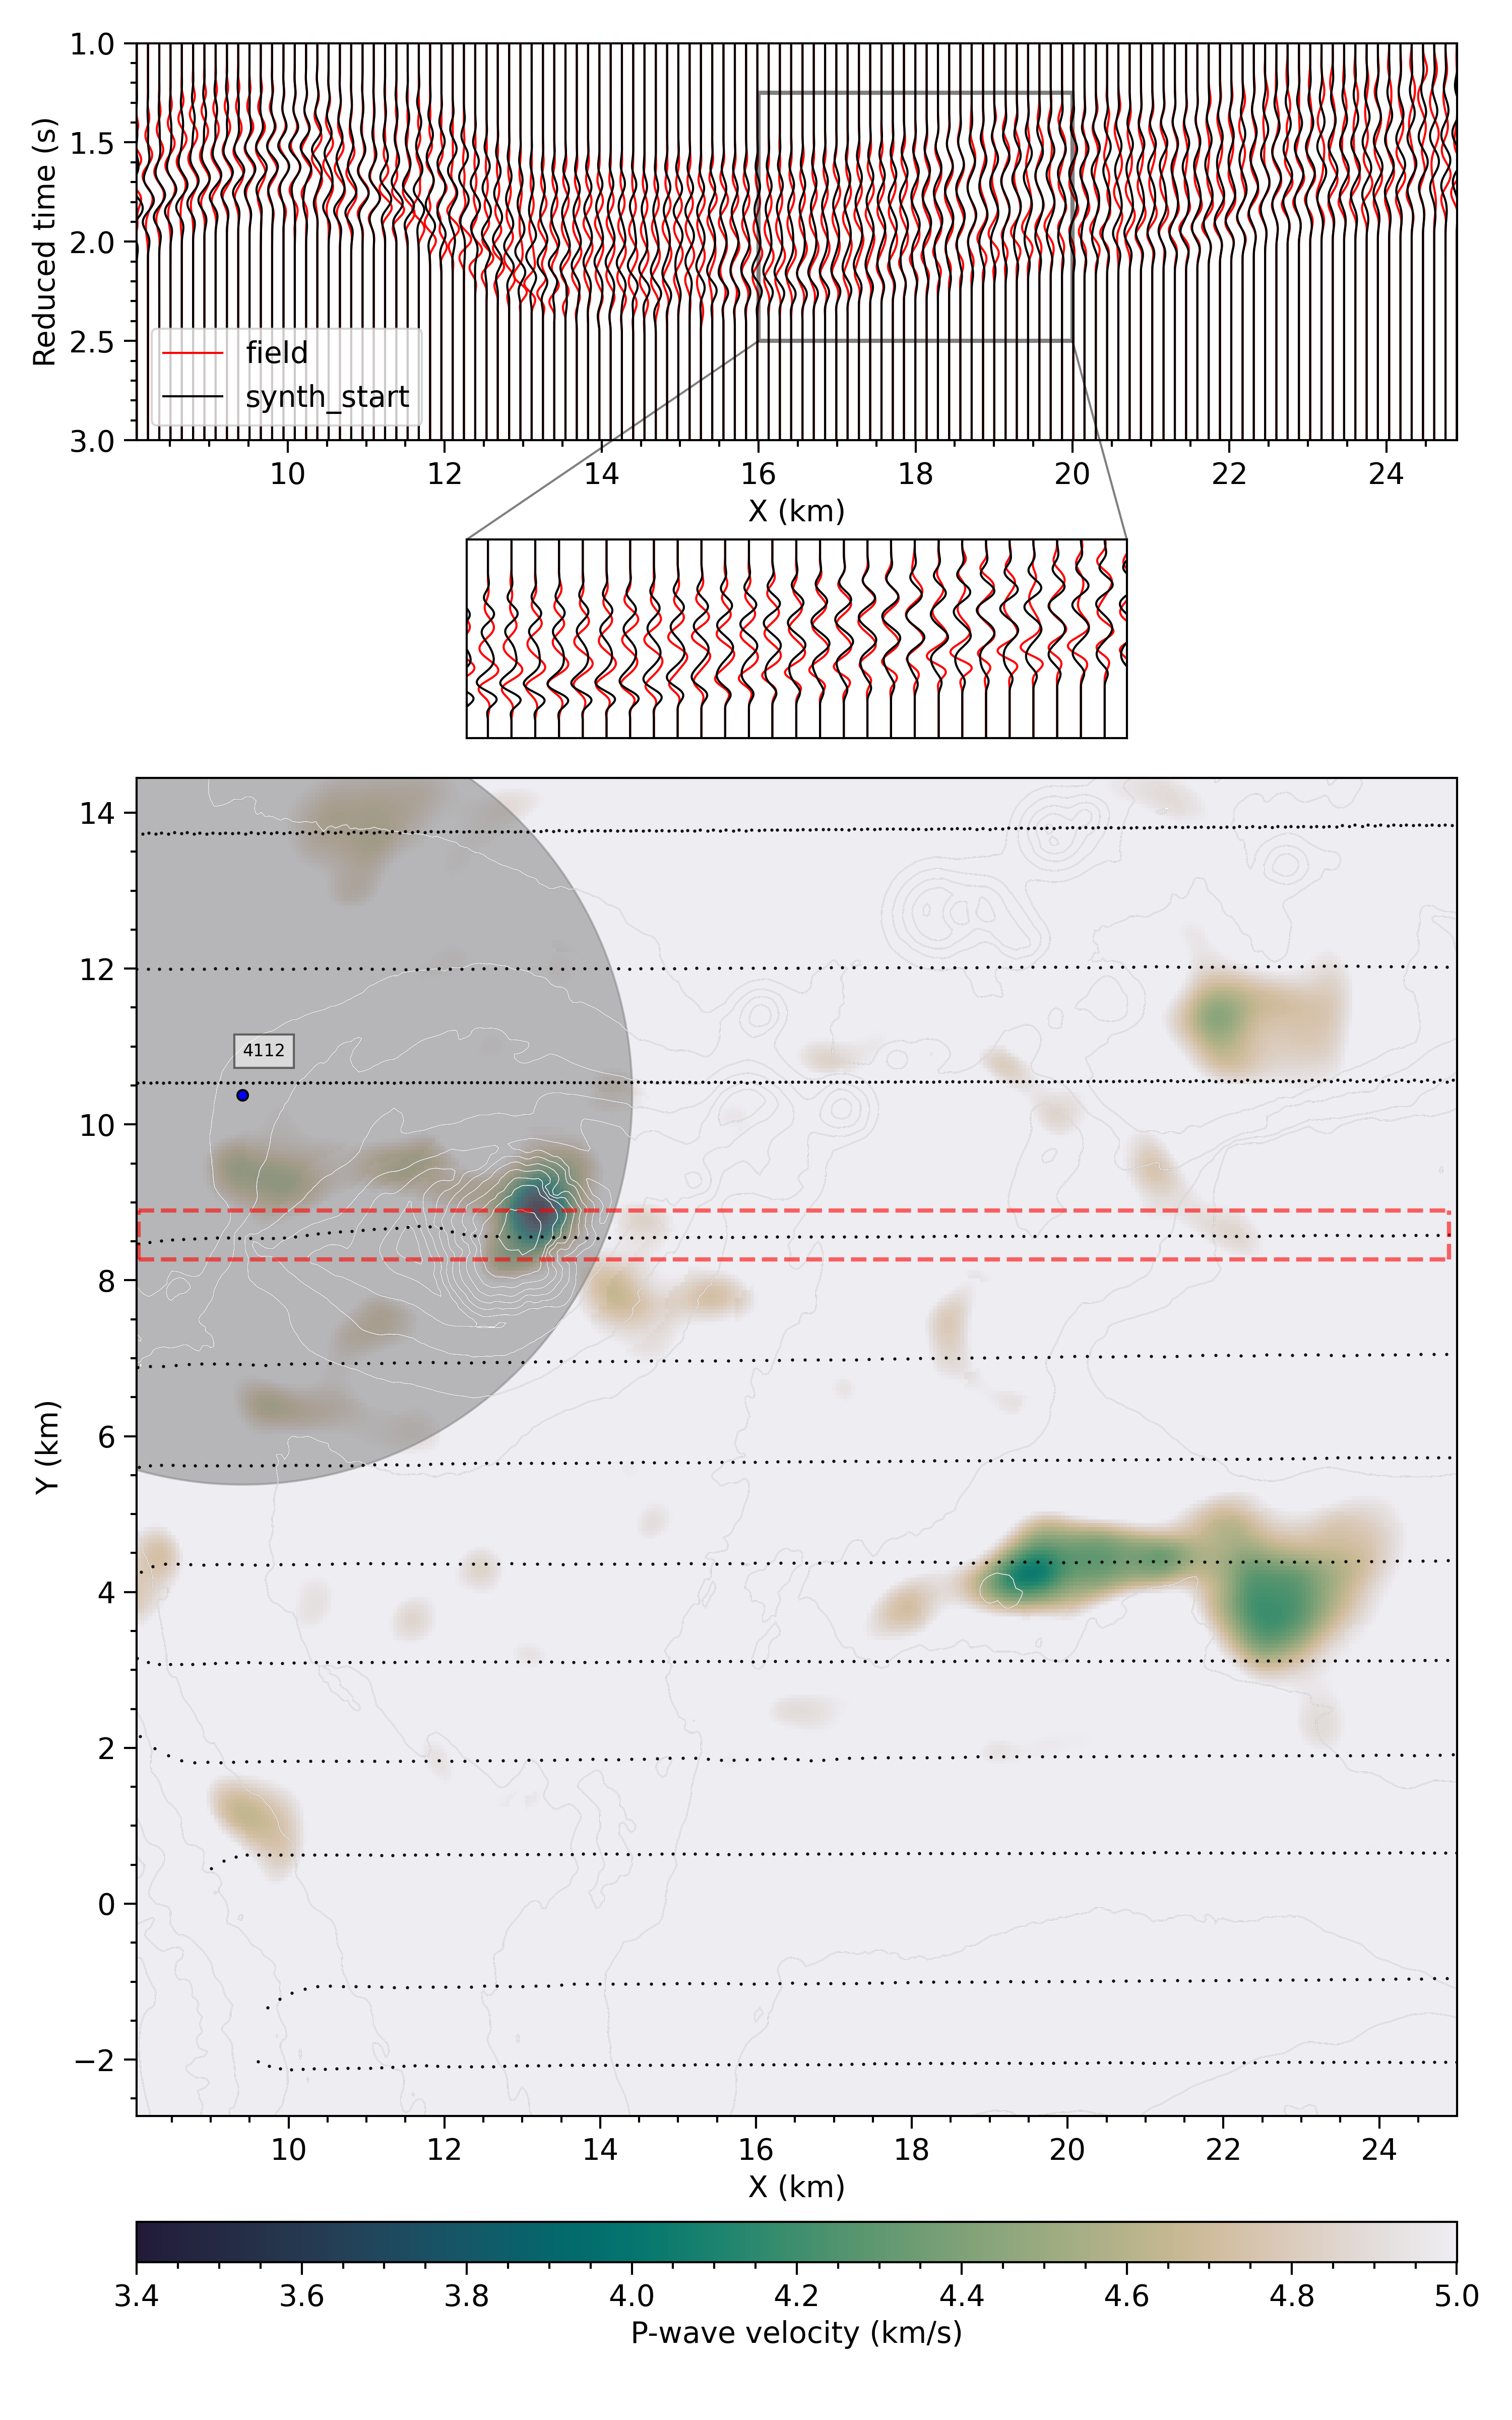 1.0
1.5
2.0
2.5
3.0
Reduced time (s)
field
synth_start
10 12 14 16 18 20 22 24
X (km)
14
12
10
8
6
4
2
0
−2
Y (km)
4112
10 12 14 16 18 20 22 24
X (km)
3.4 3.6 3.8 4.0 4.2 4.4 4.6 4.8 5.0
P-wave velocity (km/s)